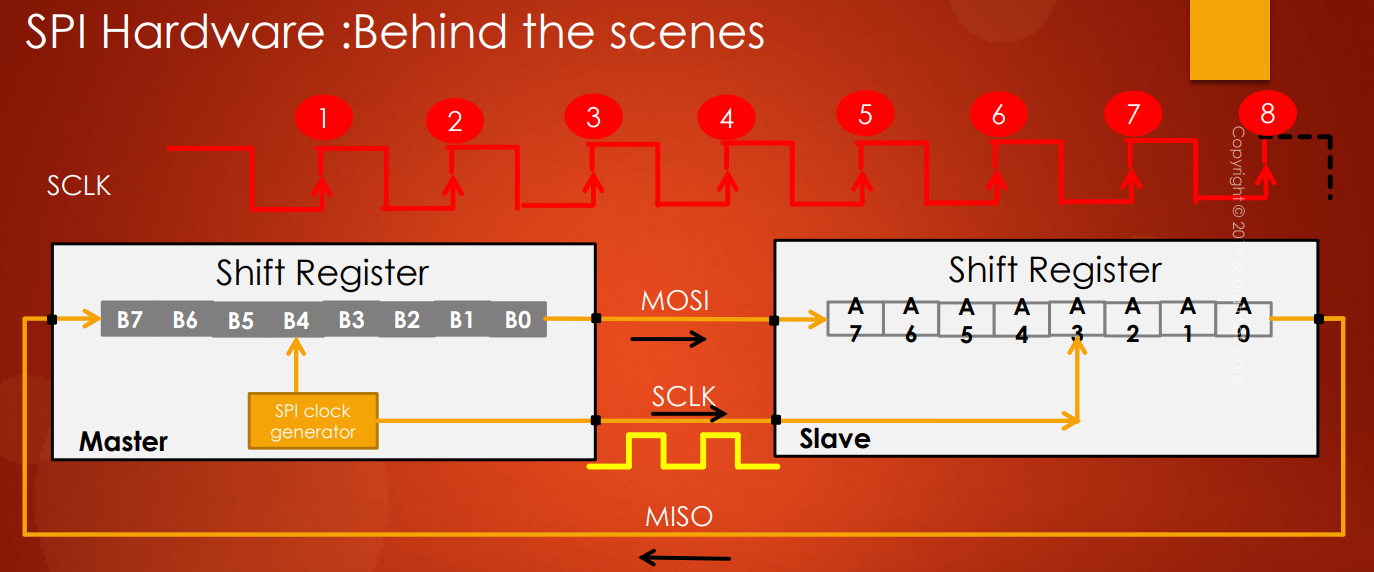 SPI Hardware :Behind the scenes
1 2 3 4 5 6 7 8
SCLK
Shift Register
B7 B6 B5 B4 B3 B2 B1 B0
SPI clock
generator
Master
MOSI
SCLK
MISO
Shift Register
A A A A A A A A
7 6 5 4 3 2 1 0
Slave
Copyright ©